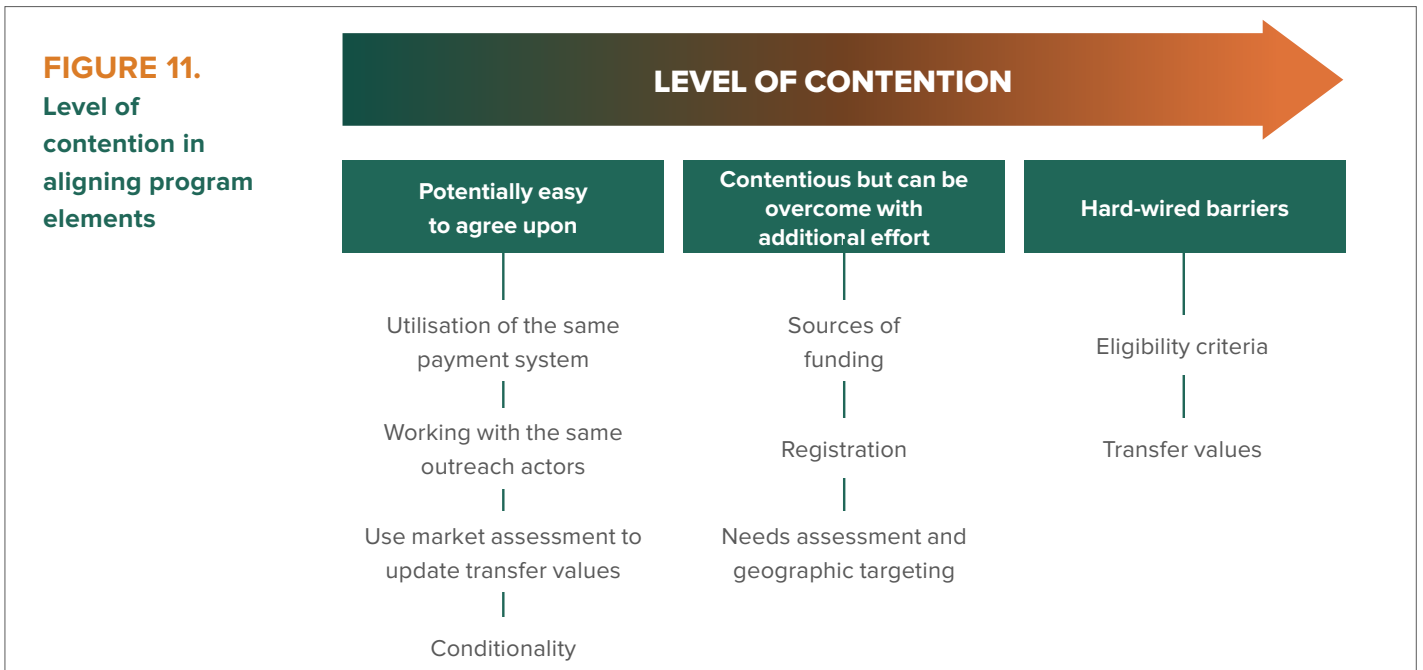 FIGURE 11.
Level of
contention in
aligning program
elements
LEVEL OF CONTENTION
Potentially easy
to agree upon
Utilisation of the same
payment system
Working with the same
outreach actors
Use market assessment to
update transfer values
Conditionality
Contentious but can be
overcome with
additional effort
Sources of
funding
Registration
Needs assessment and
geographic targeting
Hard-wired barriers
Eligibility criteria
Transfer values